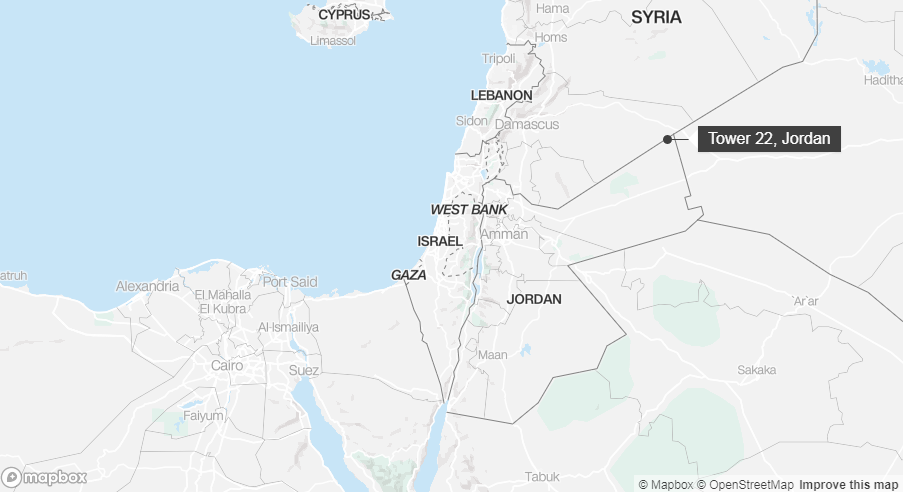 CYPRUS
Limassol
Hama
SYRIA
Homs
Tripoli
LEBANON
Haditha
Sidon
Damascus
Tower 22, Jordan
WEST BANK
Amman
ISRAEL
GAZA
atruh
Alexandria
Port Said
El Mahalla
El Kubra
JORDAN
Ar'ar
Al-Ismailiya
Maan
Cairo
Suez
Sakaka
Faiyum
Tabuk
mapbox
© Mapbox © OpenStreetMap Improve this map